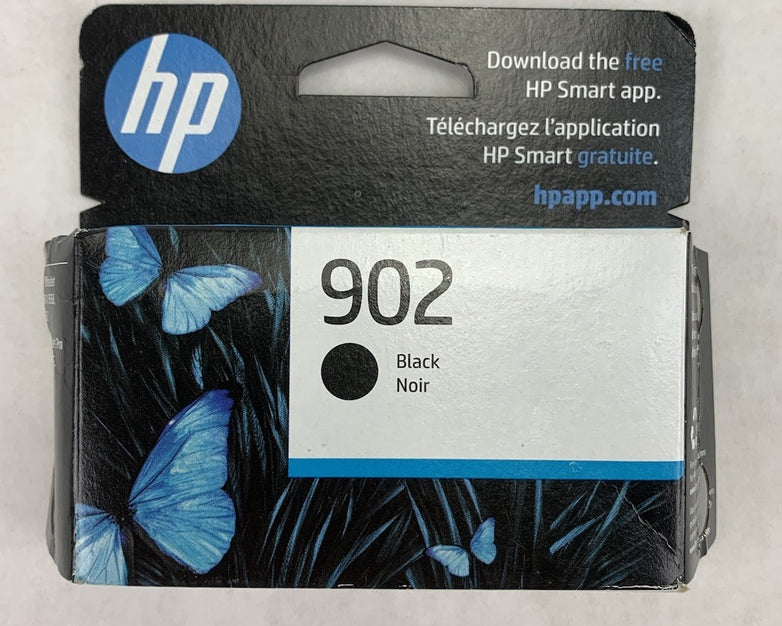 hp
Download the free
HP Smart app.
Téléchargez l'application
HP Smart gratuite.
hpapp.com
902
Black
Noir